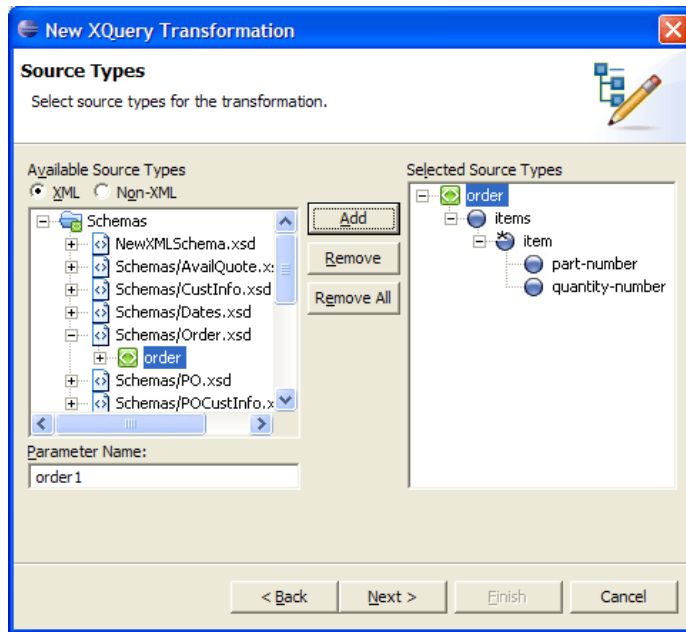 New XQuery Transformation
Source Types
Select source types for the transformation.
Available Source Types
XML Non-XML
Schemas
NewXMLSchema.xsd
Schemas/AvailQuote.x
Schemas/CustInfo.xsd
Schemas/Dates.xsd
Schemas/Order.xsd
order
Schemas/PO.xsd
Schemas/POCustInfo.x
Parameter Name:
order1
Add
Remove
Remove All
Selected Source Types
order
items
item
part-number
quantity-number
< Back Next > Finish Cancel